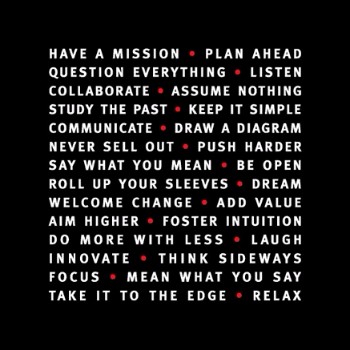 HAVE A MISSION • PLAN AHEAD
QUESTION EVERYTHING • LISTEN
COLLABORATE • ASSUME NOTHING
STUDY THE PAST • KEEP IT SIMPLE
COMMUNICATE • DRAW A DIAGRAM
NEVER SELL OUT • PUSH HARDER
SAY WHAT YOU MEAN • BE OPEN
ROLL UP YOUR SLEEVES • DREAM
WELCOME CHANGE • ADD VALUE
AIM HIGHER • FOSTER INTUITION
DO MORE WITH LESS • LAUGH
INNOVATE • THINK SIDEWAYS
FOCUS • MEAN WHAT YOU SAY
TAKE IT TO THE EDGE • RELAX